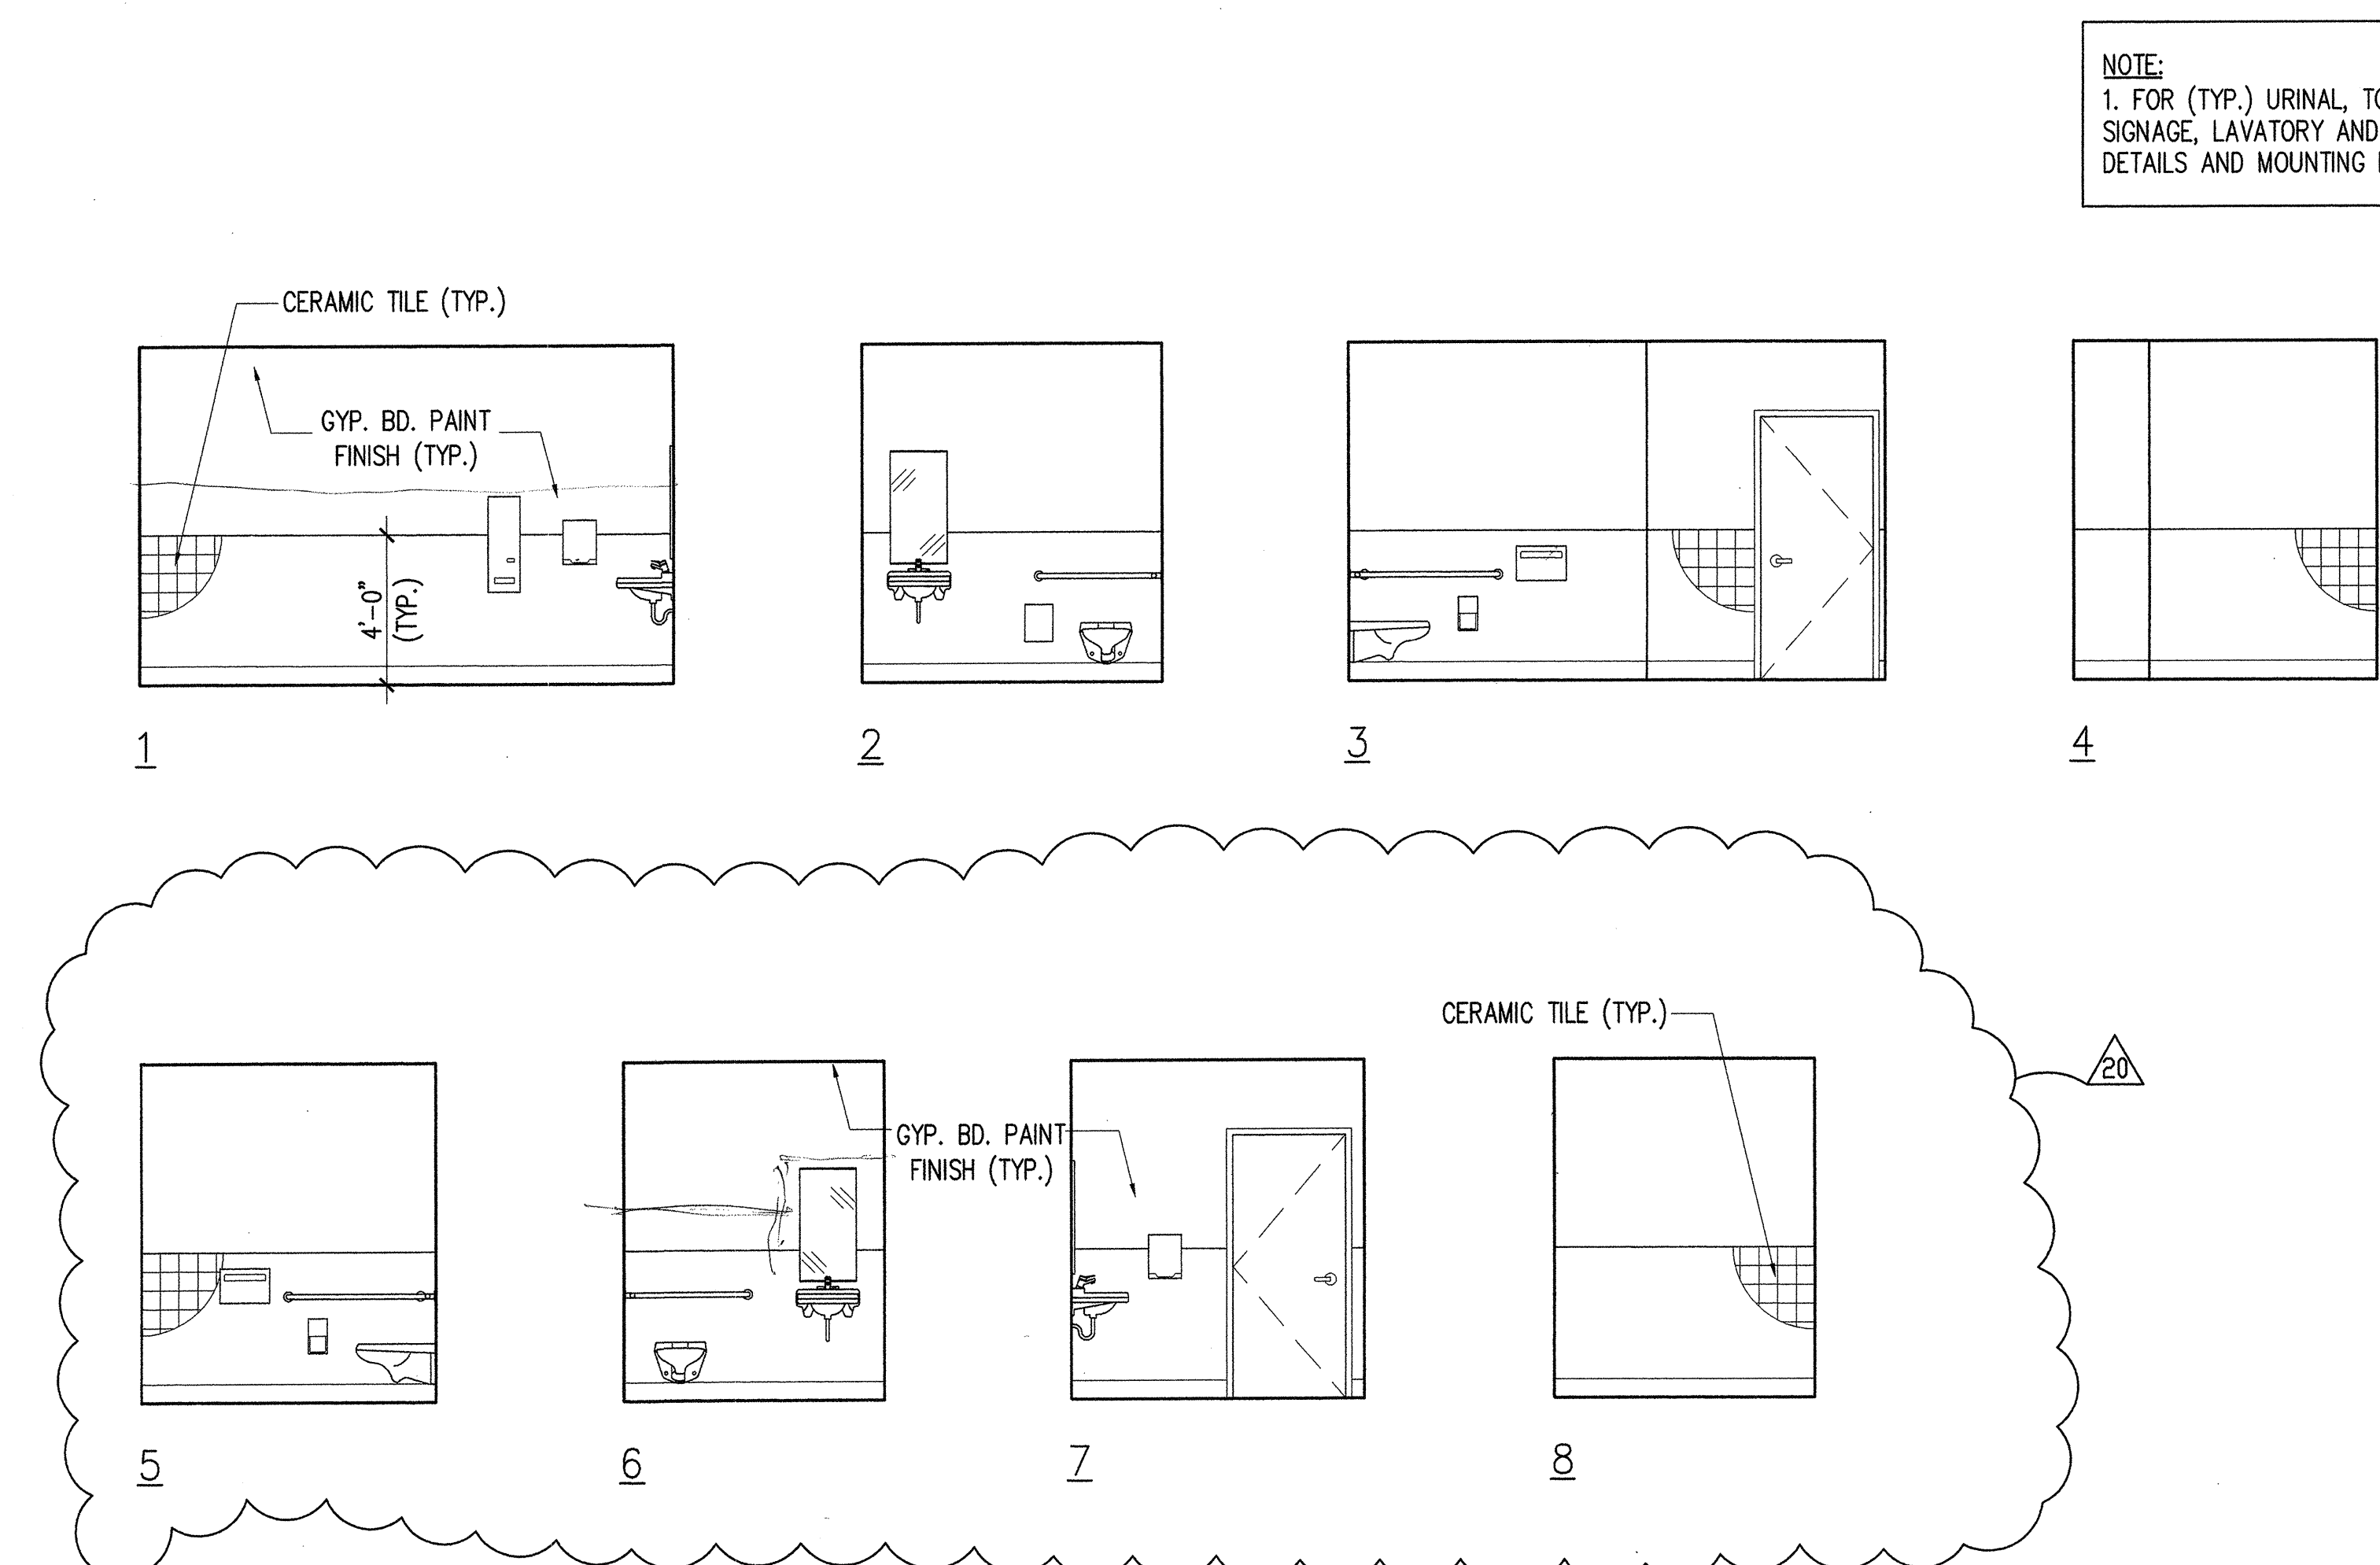 NOTE:
1. FOR (TYP.) URINAL,
SIGNAGE, LAVATORY AND
DETAILS AND MOUNTING
CERAMIC TILE (TYP.)
GYP. BD. PAINT
FINISH (TYP.)
4'-0"
(TYP.)
1
2
3
4
CERAMIC TILE (TYP.)
20
GYP. BD. PAINT
FINISH (TYP.)
5
6
7
8